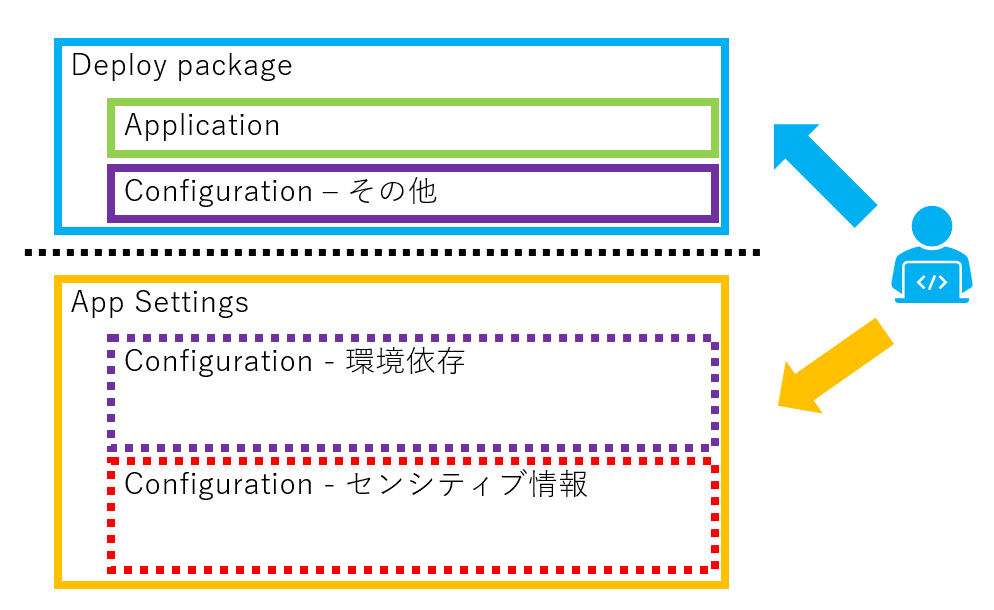 Deploy package
Application
Configuration – その他
App Settings
Configuration - 環境依存
Configuration - センシティブ情報
</>